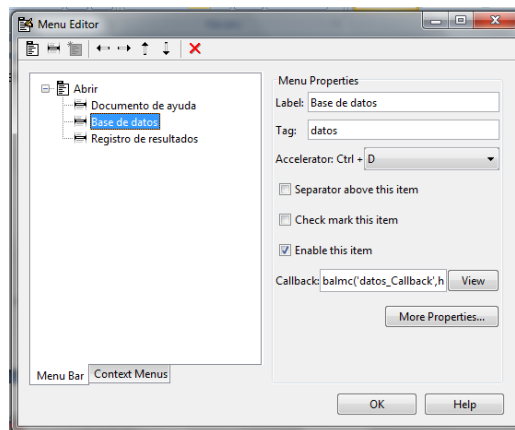 Menu Editor
Abrir
Documento de ayuda
Base de datos
Registro de resultados
Menu Bar
Context Menus
Menu Properties
Label: Base de datos
Tag: datos
Accelerator: Ctrl + D
Separator above this item
Check mark this item
Enable this item
Callback: balmc('datos_Callback',h View
More Properties...
OK Help